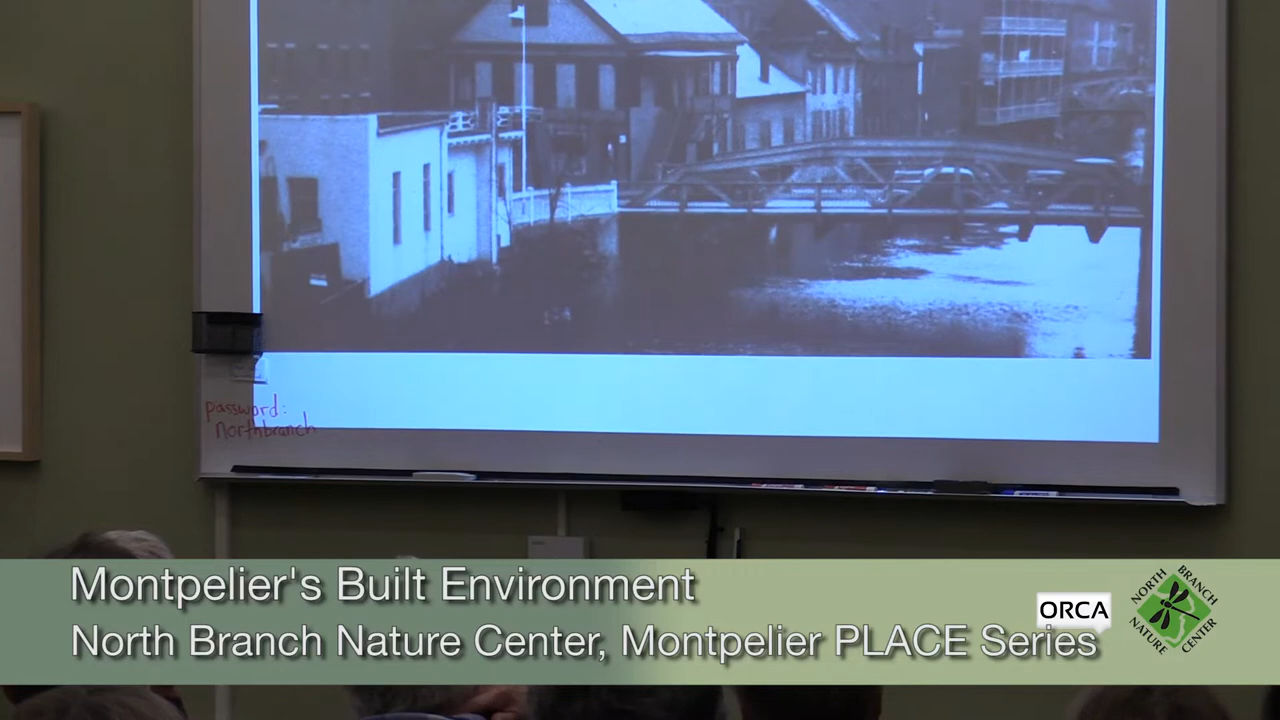 password:
northbranch
Montpelier's Built Environment
North Branch Nature Center, Montpelier PLACE Series
ORCA
NORTH BRANCH
NATURE CENTER